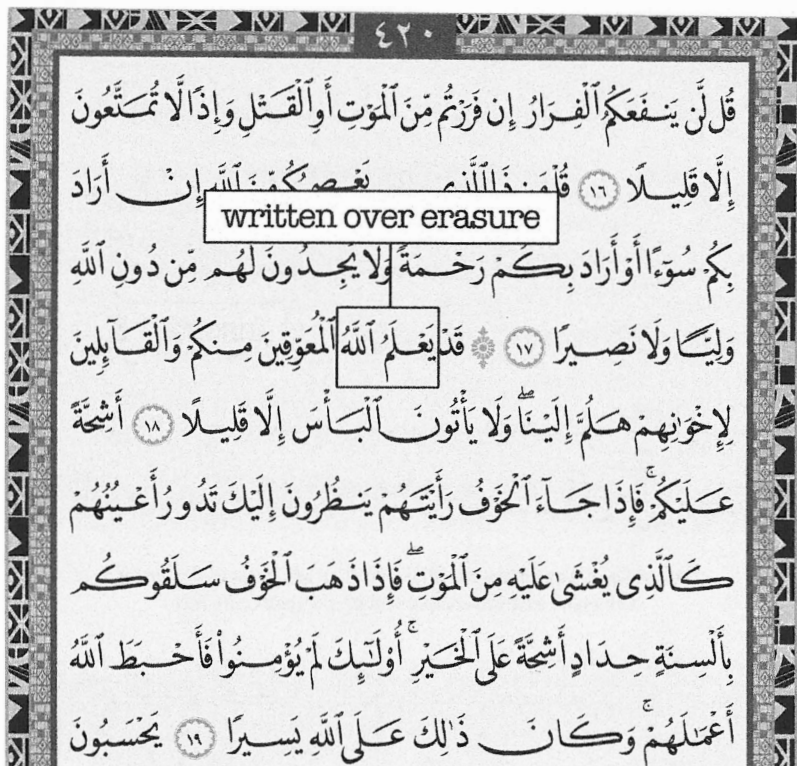 ٤٢٠
قُل لَّن يَنفَعَكُمُ ٱلْفِرَارُ إِن فَرَرْتُم مِّنَ ٱلْمَوْتِ أَوِ ٱلْقَتْلِ وَإِذًا لَّا تُمَتَّعُونَ
إِلَّا قَلِيلًا ١٦ قُلْ مَن ذَا ٱلَّذِى يَعْصِمُكُم مِّنَ ٱللَّهِ إِنْ أَرَادَ
written over erasure
بِكُمْ سُوٓءًا أَوْ أَرَادَ بِكُمْ رَحْمَةً وَلَا يَجِدُونَ لَهُم مِّن دُونِ ٱللَّهِ
وَلِيًّا وَلَا نَصِيرًا ١٧ ۞ قَدْ يَعْلَمُ ٱللَّهُ ٱلْمُعَوِّقِينَ مِنكُمْ وَٱلْقَآئِلِينَ
لِإِخْوَٰنِهِمْ هَلُمَّ إِلَيْنَا ۖ وَلَا يَأْتُونَ ٱلْبَأْسَ إِلَّا قَلِيلًا ١٨ أَشِحَّةً
عَلَيْكُمْ ۖ فَإِذَا جَآءَ ٱلْخَوْفُ رَأَيْتَهُمْ يَنظُرُونَ إِلَيْكَ تَدُورُ أَعْيُنُهُمْ
كَٱلَّذِى يُغْشَىٰ عَلَيْهِ مِنَ ٱلْمَوْتِ ۖ فَإِذَا ذَهَبَ ٱلْخَوْفُ سَلَقُوكُم
بِأَلْسِنَةٍ حِدَادٍ أَشِحَّةً عَلَى ٱلْخَيْرِ ۚ أُو۟لَٰٓئِكَ لَمْ يُؤْمِنُوا۟ فَأَحْبَطَ ٱللَّهُ
أَعْمَٰلَهُمْ ۚ وَكَانَ ذَٰلِكَ عَلَى ٱللَّهِ يَسِيرًا ١٩ يَحْسَبُونَ